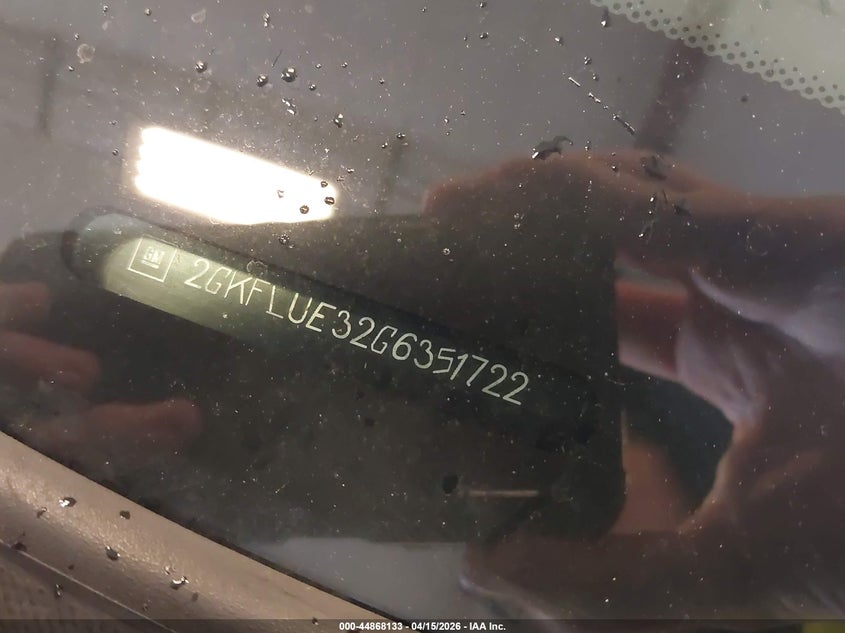 GM
2GKFLUE32G6351722
000-44868133 - 04/15/2026 - IAA Inc.